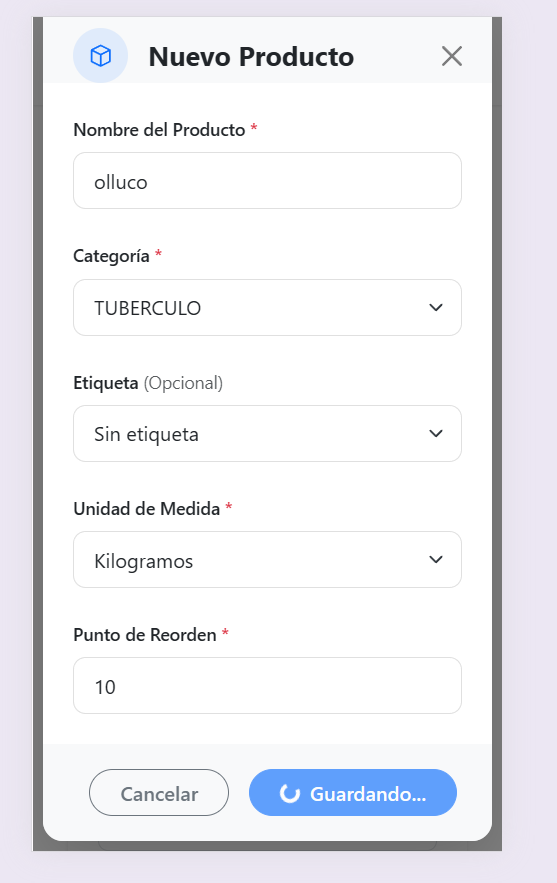 Nuevo Producto
Nombre del Producto *
olluco
Categoría *
TUBERCULO
Etiqueta (Opcional)
Sin etiqueta
Unidad de Medida *
Kilogramos
Punto de Reorden *
10
Cancelar
Guardando...